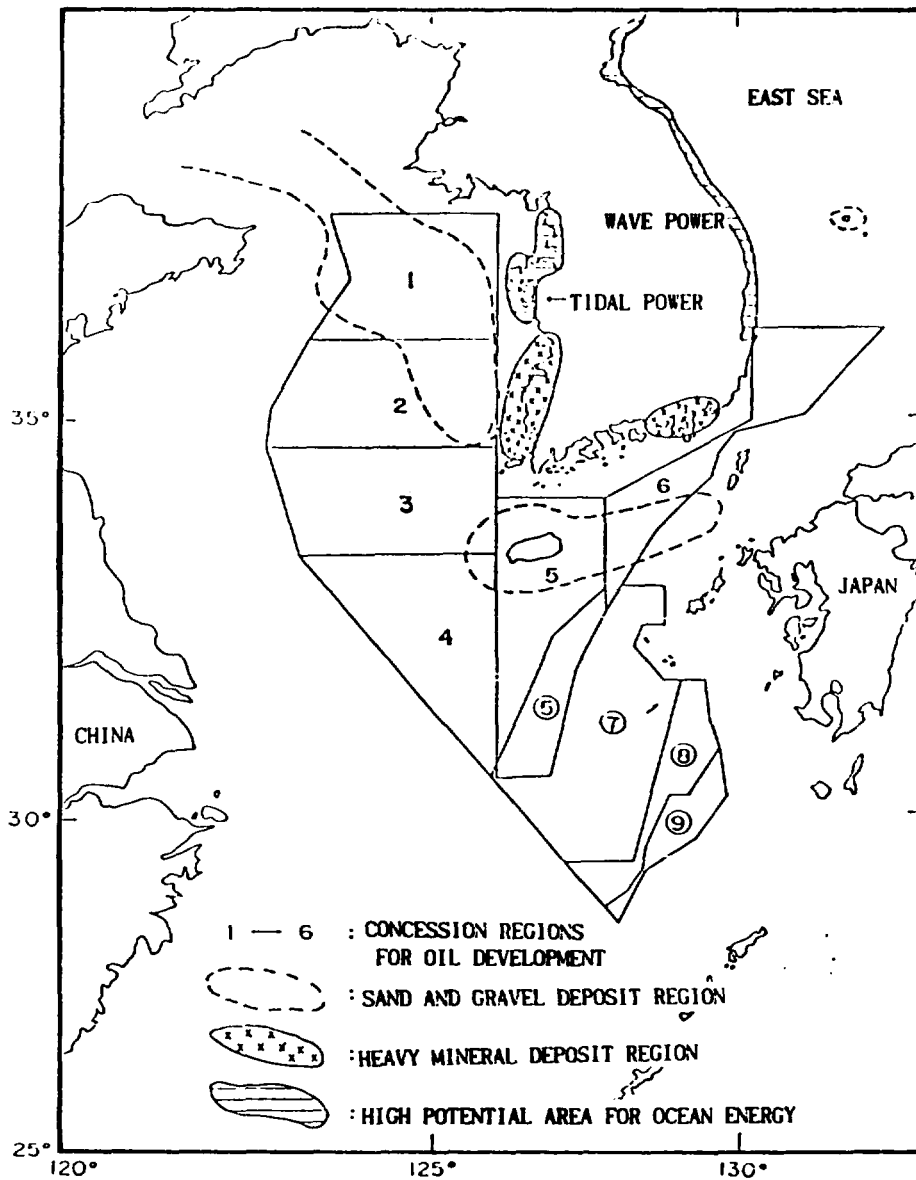 EAST SEA
WAVE POWER
TIDAL POWER
1
2
35°
3
6
5
4
JAPAN
⑤
⑦
CHINA
⑧
30°
⑨
1 — 6 : CONCESSION REGIONS
FOR OIL DEVELOPMENT
: SAND AND GRAVEL DEPOSIT REGION
: HEAVY MINERAL DEPOSIT REGION
: HIGH POTENTIAL AREA FOR OCEAN ENERGY
25°
120°
125°
130°